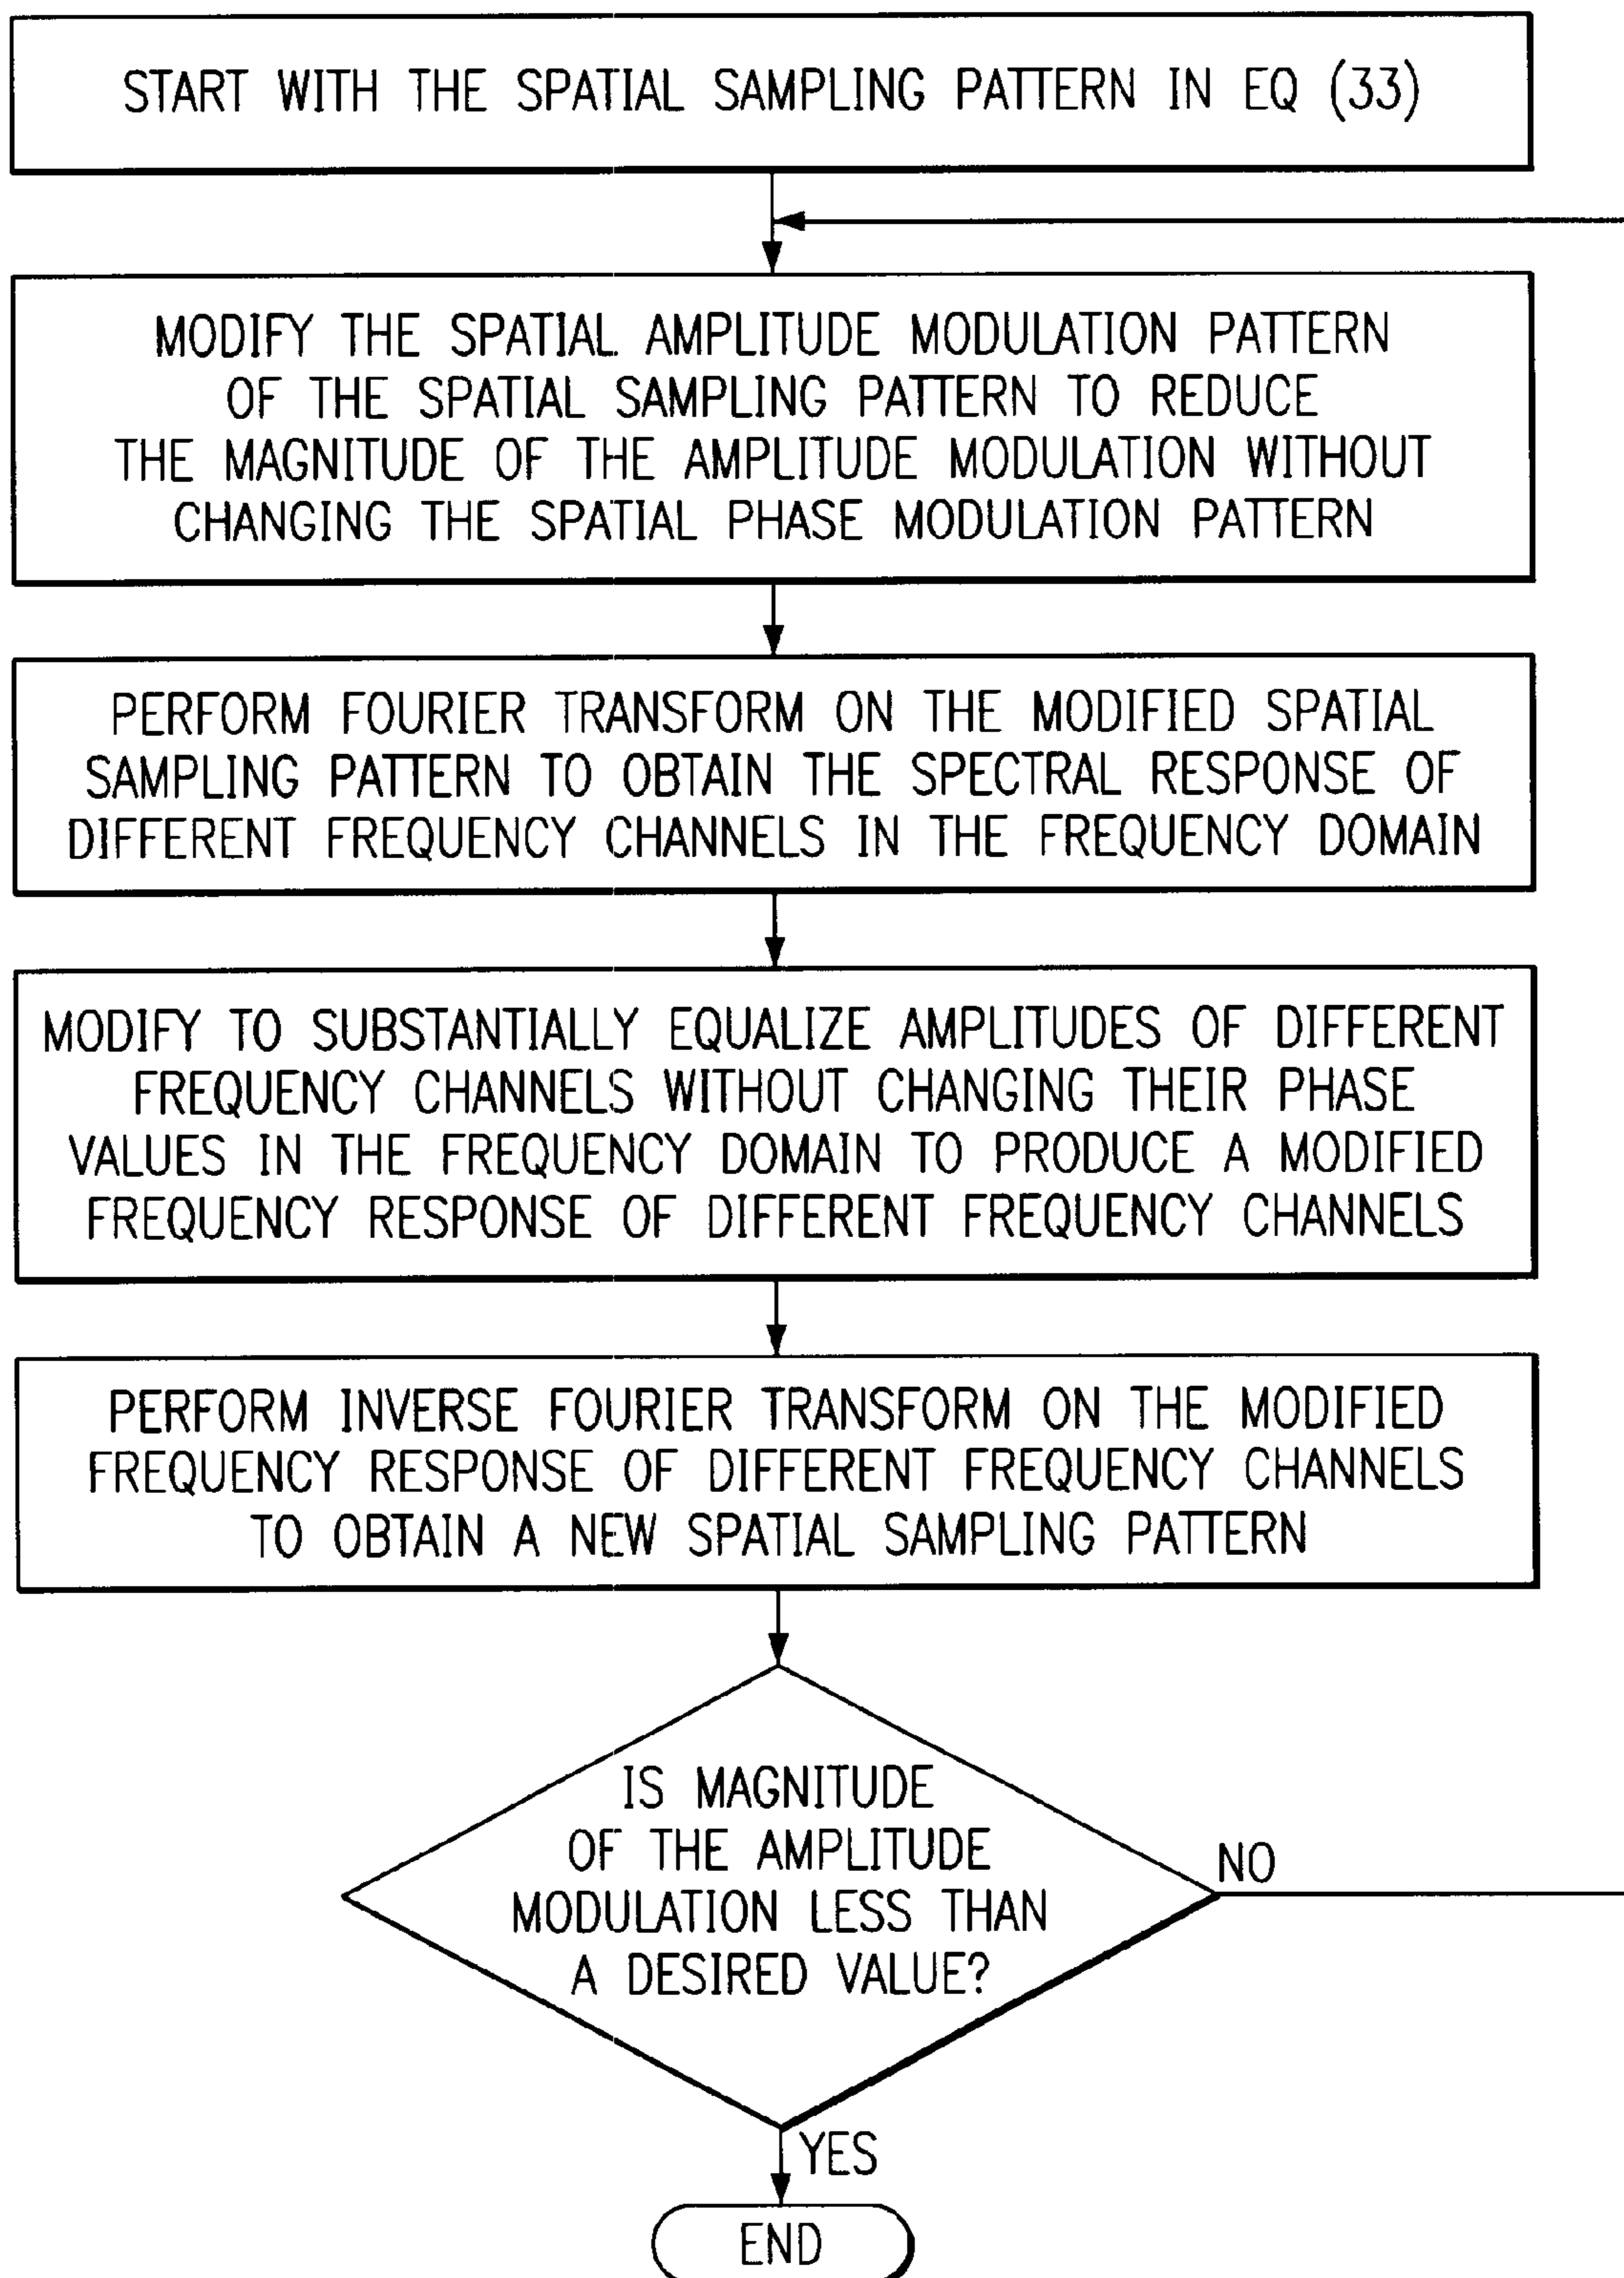 START WITH THE SPATIAL SAMPLING PATTERN IN EQ (33)
MODIFY THE SPATIAL AMPLITUDE MODULATION PATTERN
OF THE SPATIAL SAMPLING PATTERN TO REDUCE
THE MAGNITUDE OF THE AMPLITUDE MODULATION WITHOUT
CHANGING THE SPATIAL PHASE MODULATION PATTERN
PERFORM FOURIER TRANSFORM ON THE MODIFIED SPATIAL
SAMPLING PATTERN TO OBTAIN THE SPECTRAL RESPONSE OF
DIFFERENT FREQUENCY CHANNELS IN THE FREQUENCY DOMAIN
MODIFY TO SUBSTANTIALLY EQUALIZE AMPLITUDES OF DIFFERENT
FREQUENCY CHANNELS WITHOUT CHANGING THEIR PHASE
VALUES IN THE FREQUENCY DOMAIN TO PRODUCE A MODIFIED
FREQUENCY RESPONSE OF DIFFERENT FREQUENCY CHANNELS
PERFORM INVERSE FOURIER TRANSFORM ON THE MODIFIED
FREQUENCY RESPONSE OF DIFFERENT FREQUENCY CHANNELS
TO OBTAIN A NEW SPATIAL SAMPLING PATTERN
IS MAGNITUDE
OF THE AMPLITUDE
MODULATION LESS THAN
A DESIRED VALUE?
NO
YES
END